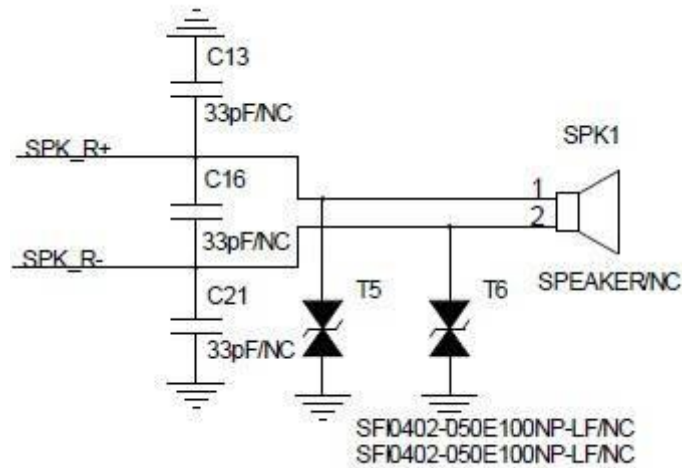 C13
33pF/NC
SPK_R+
SPK1
C16
1
2
33pF/NC
SPK_R-
C21
T5
T6
SPEAKER/NC
33pF/NC
SFI0402-050E100NP-LF/NC
SFI0402-050E100NP-LF/NC